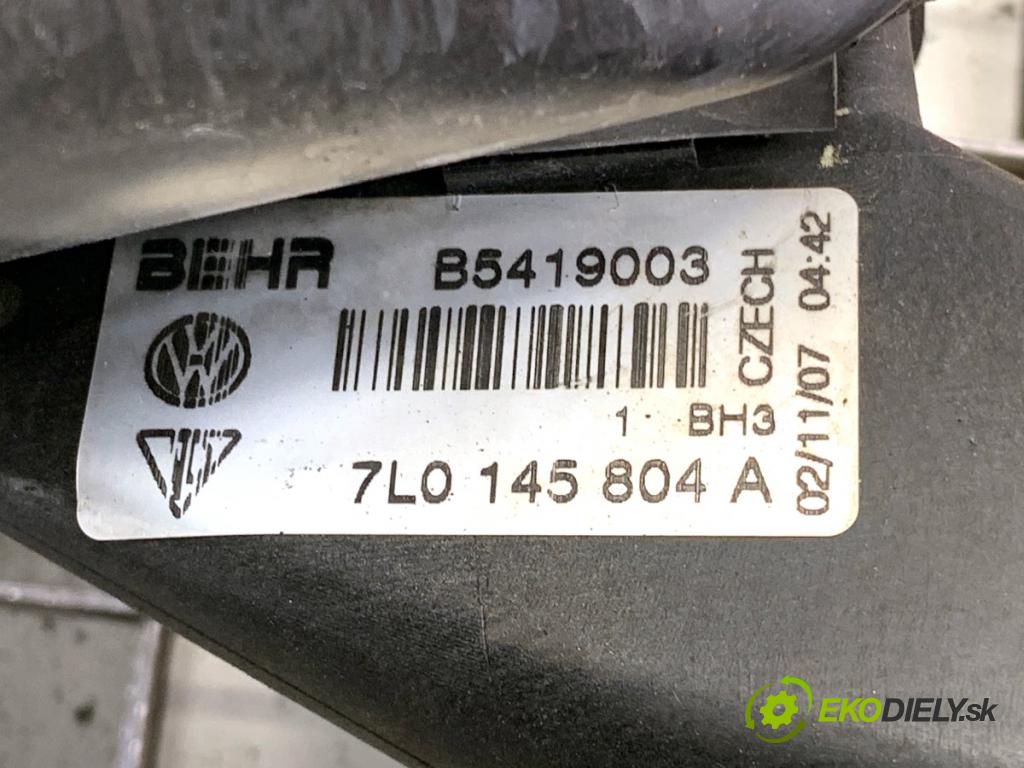 BEHR B5419003
1 BH3
7L0 145 804 A
CZECH
02/11/07 04:42
EKODIELY.sk